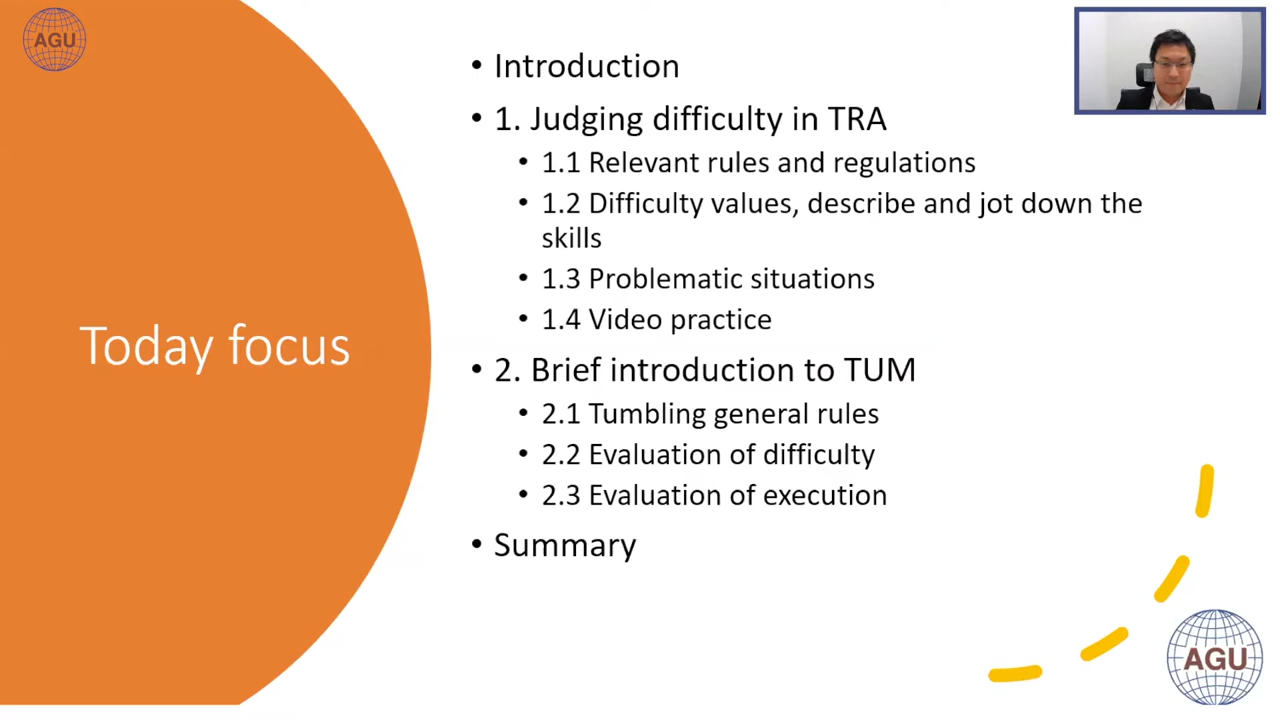 AGU
Today focus
• Introduction
• 1. Judging difficulty in TRA
• 1.1 Relevant rules and regulations
• 1.2 Difficulty values, describe and jot down the
skills
• 1.3 Problematic situations
• 1.4 Video practice
• 2. Brief introduction to TUM
• 2.1 Tumbling general rules
• 2.2 Evaluation of difficulty
• 2.3 Evaluation of execution
• Summary
AGU